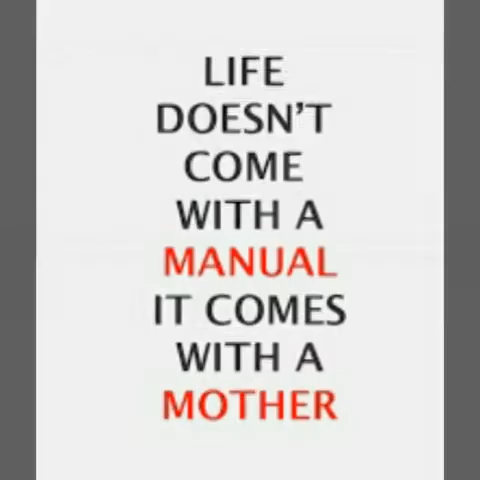 LIFE
DOESN’T
COME
WITH A
MANUAL
IT COMES
WITH A
MOTHER